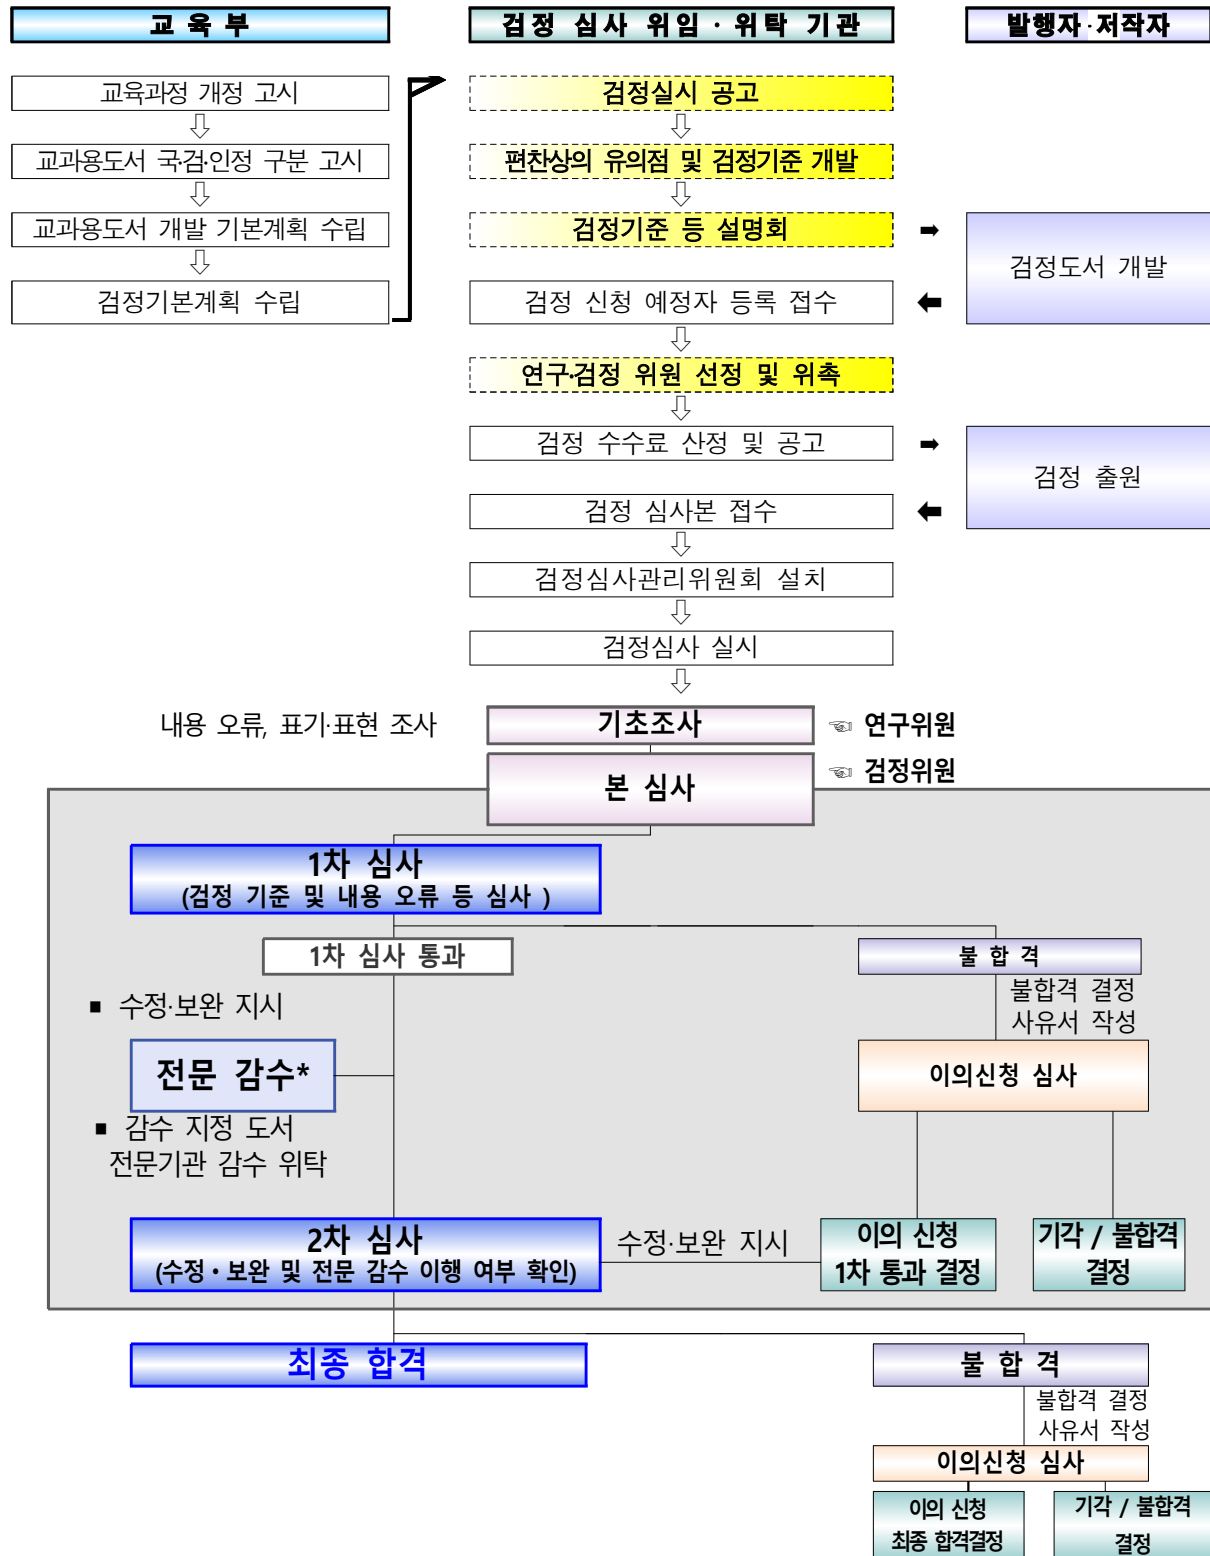 교 육 부
검정 심사 위임 · 위탁 기관
발행자·저작자
교육과정 개정 고시
교과용도서 국·검·인정 구분 고시
교과용도서 개발 기본계획 수립
검정기본계획 수립
검정실시 공고
편찬상의 유의점 및 검정기준 개발
검정기준 등 설명회
검정 신청 예정자 등록 접수
검정도서 개발
연구·검정 위원 선정 및 위촉
검정 수수료 산정 및 공고
검정 심사본 접수
검정 출원
검정심사관리위원회 설치
검정심사 실시
내용 오류, 표기·표현 조사
기초조사
☜ 연구위원
본 심사
☜ 검정위원
1차 심사
(검정 기준 및 내용 오류 등 심사 )
1차 심사 통과
불 합 격
불합격 결정
사유서 작성
■ 수정·보완 지시
전문 감수*
이의신청 심사
■ 감수 지정 도서
전문기관 감수 위탁
2차 심사
(수정·보완 및 전문 감수 이행 여부 확인)
수정·보완 지시
이의 신청
1차 통과 결정
기각 / 불합격
결정
최종 합격
불 합 격
불합격 결정
사유서 작성
이의신청 심사
이의 신청
최종 합격결정
기각 / 불합격
결정